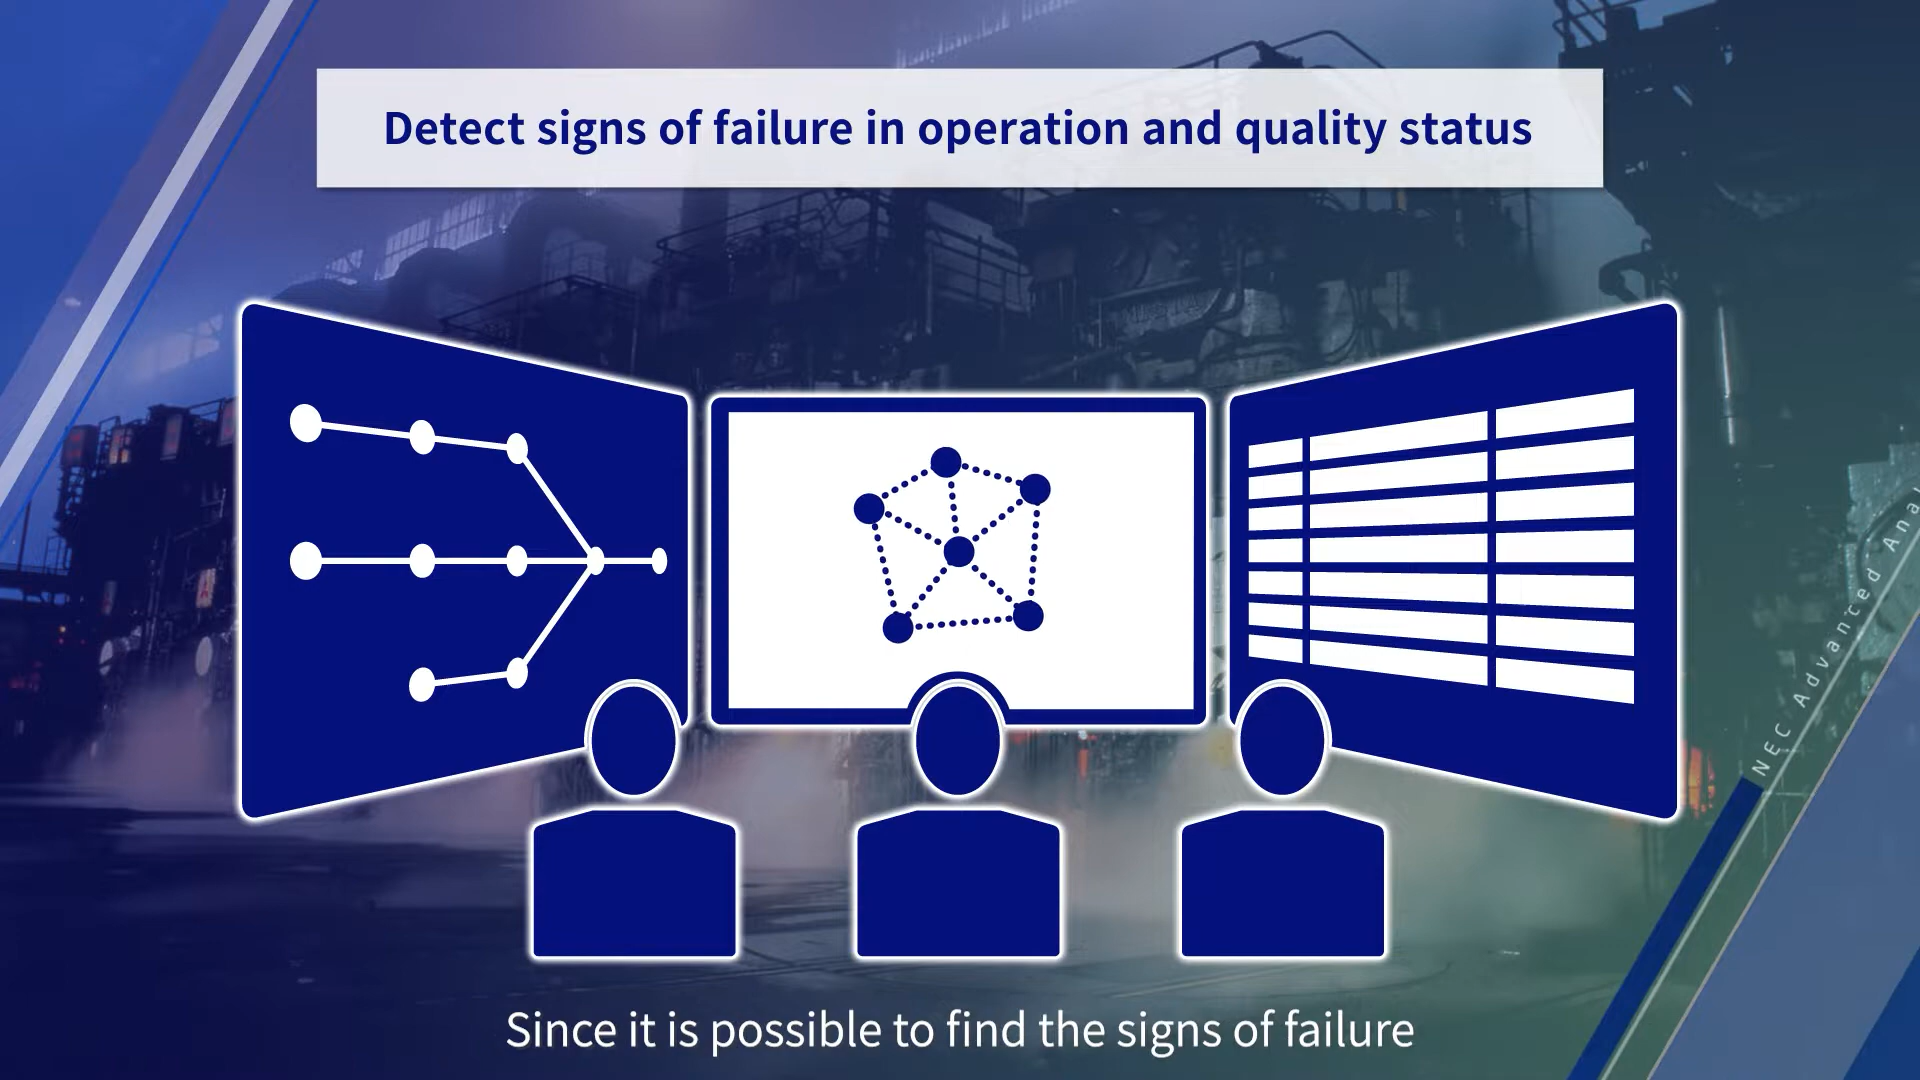 Detect signs of failure in operation and quality status
NEC Advanced
Since it is possible to find the signs of failure